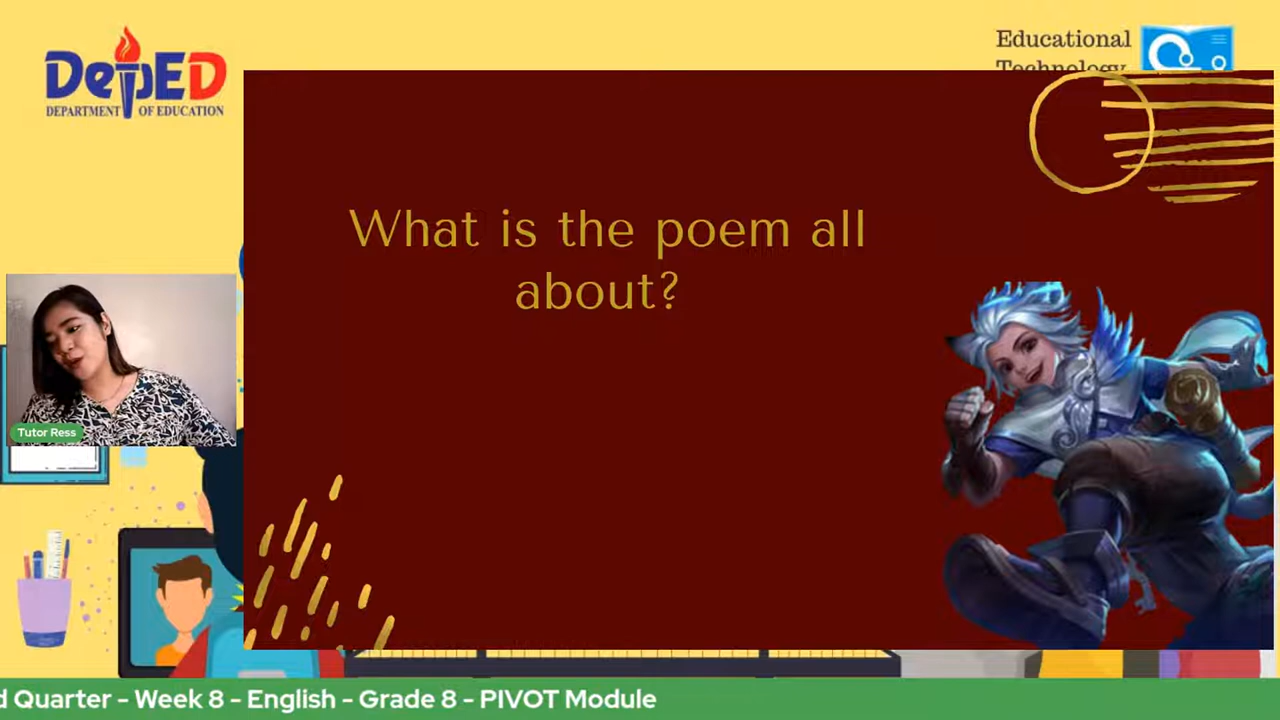 DepED
DEPARTMENT OF EDUCATION
Educational
Technology
What is the poem all
about?
Tutor Ress
d Quarter - Week 8 - English - Grade 8 - PIVOT Module